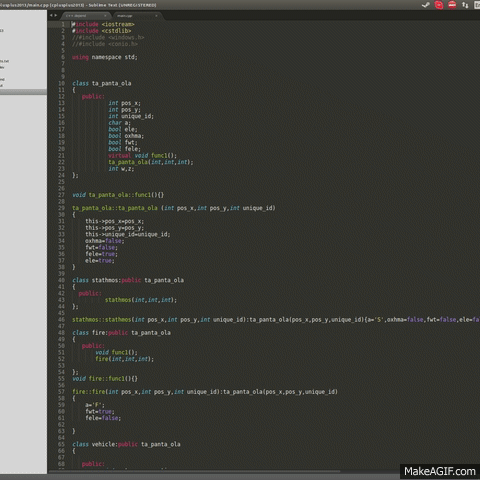 cplusplus2013/main.cpp (cplusplus2013) - Sublime Text (UNREGISTERED)
main.cpp
1 #include <iostream>
2 #include <cstdlib>
3 //#include <windows.h>
4 //#include <conio.h>
5
6 using namespace std;
7
8
9
10 class ta_panta_ola
11 {
12 public:
13 int pos_x;
14 int pos_y;
15 int unique_id;
16 char a;
17 bool ele;
18 bool oxhma;
19 bool fwt;
20 bool fele;
21 virtual void func1();
22 ta_panta_ola(int,int,int);
23 int w,z;
24 };
25
26
27 void ta_panta_ola::func1(){}
28
29 ta_panta_ola::ta_panta_ola (int pos_x,int pos_y,int unique_id)
30 {
31 this->pos_x=pos_x;
32 this->pos_y=pos_y;
33 this->unique_id=unique_id;
34 oxhma=false;
35 fwt=false;
36 fele=true;
37 ele=true;
38 }
39
40 class stathmos:public ta_panta_ola
41 {
42 public:
43 stathmos(int,int,int);
44 };
45
46 stathmos::stathmos(int pos_x,int pos_y,int unique_id):ta_panta_ola(pos_x,pos_y,unique_id){a='S',oxhma=false,fwt=false,ele=fa
47
48 class fire:public ta_panta_ola
49 {
50 public:
51 void func1();
52 fire(int,int,int);
53
54 };
55 void fire::func1(){}
56
57 fire::fire(int pos_x,int pos_y,int unique_id):ta_panta_ola(pos_x,pos_y,unique_id)
58 {
59 a='F';
60 fwt=true;
61 fele=false;
62
63 }
64
65 class vehicle:public ta_panta_ola
66 {
67
68 public:
MakeAGIF.com